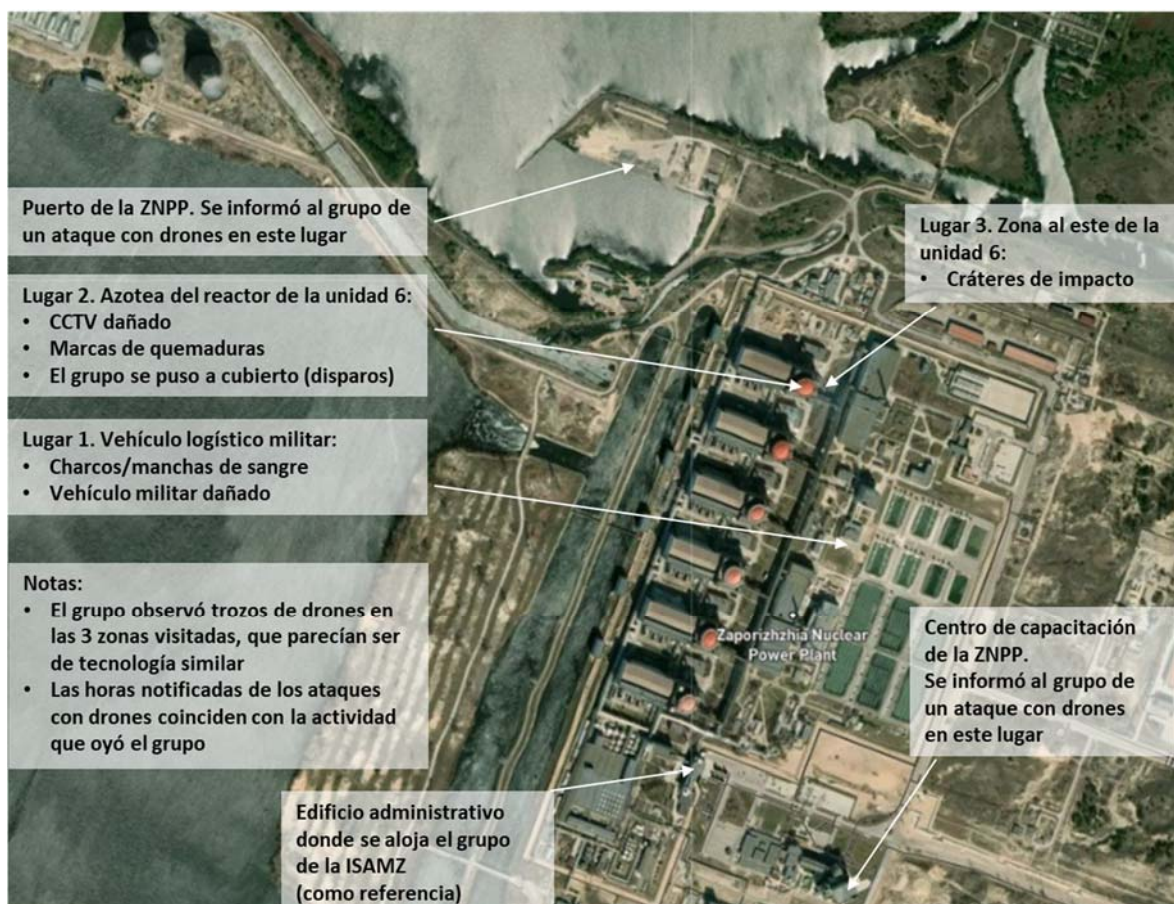 Puerto de la ZNPP. Se informó al grupo de
un ataque con drones en este lugar
Lugar 2. Azotea del reactor de la unidad 6:
• CCTV dañado
• Marcas de quemaduras
• El grupo se puso a cubierto (disparos)
Lugar 1. Vehículo logístico militar:
• Charcos/manchas de sangre
• Vehículo militar dañado
Notas:
• El grupo observó trozos de drones en
las 3 zonas visitadas, que parecían ser
de tecnología similar
• Las horas notificadas de los ataques
con drones coinciden con la actividad
que oyó el grupo
Lugar 3. Zona al este de la
unidad 6:
• Cráteres de impacto
Zaporizhzhia Nuclear
Power Plant
Centro de capacitación
de la ZNPP.
Se informó al grupo de
un ataque con drones
en este lugar
Edificio administrativo
donde se aloja el grupo
de la ISAMZ
(como referencia)